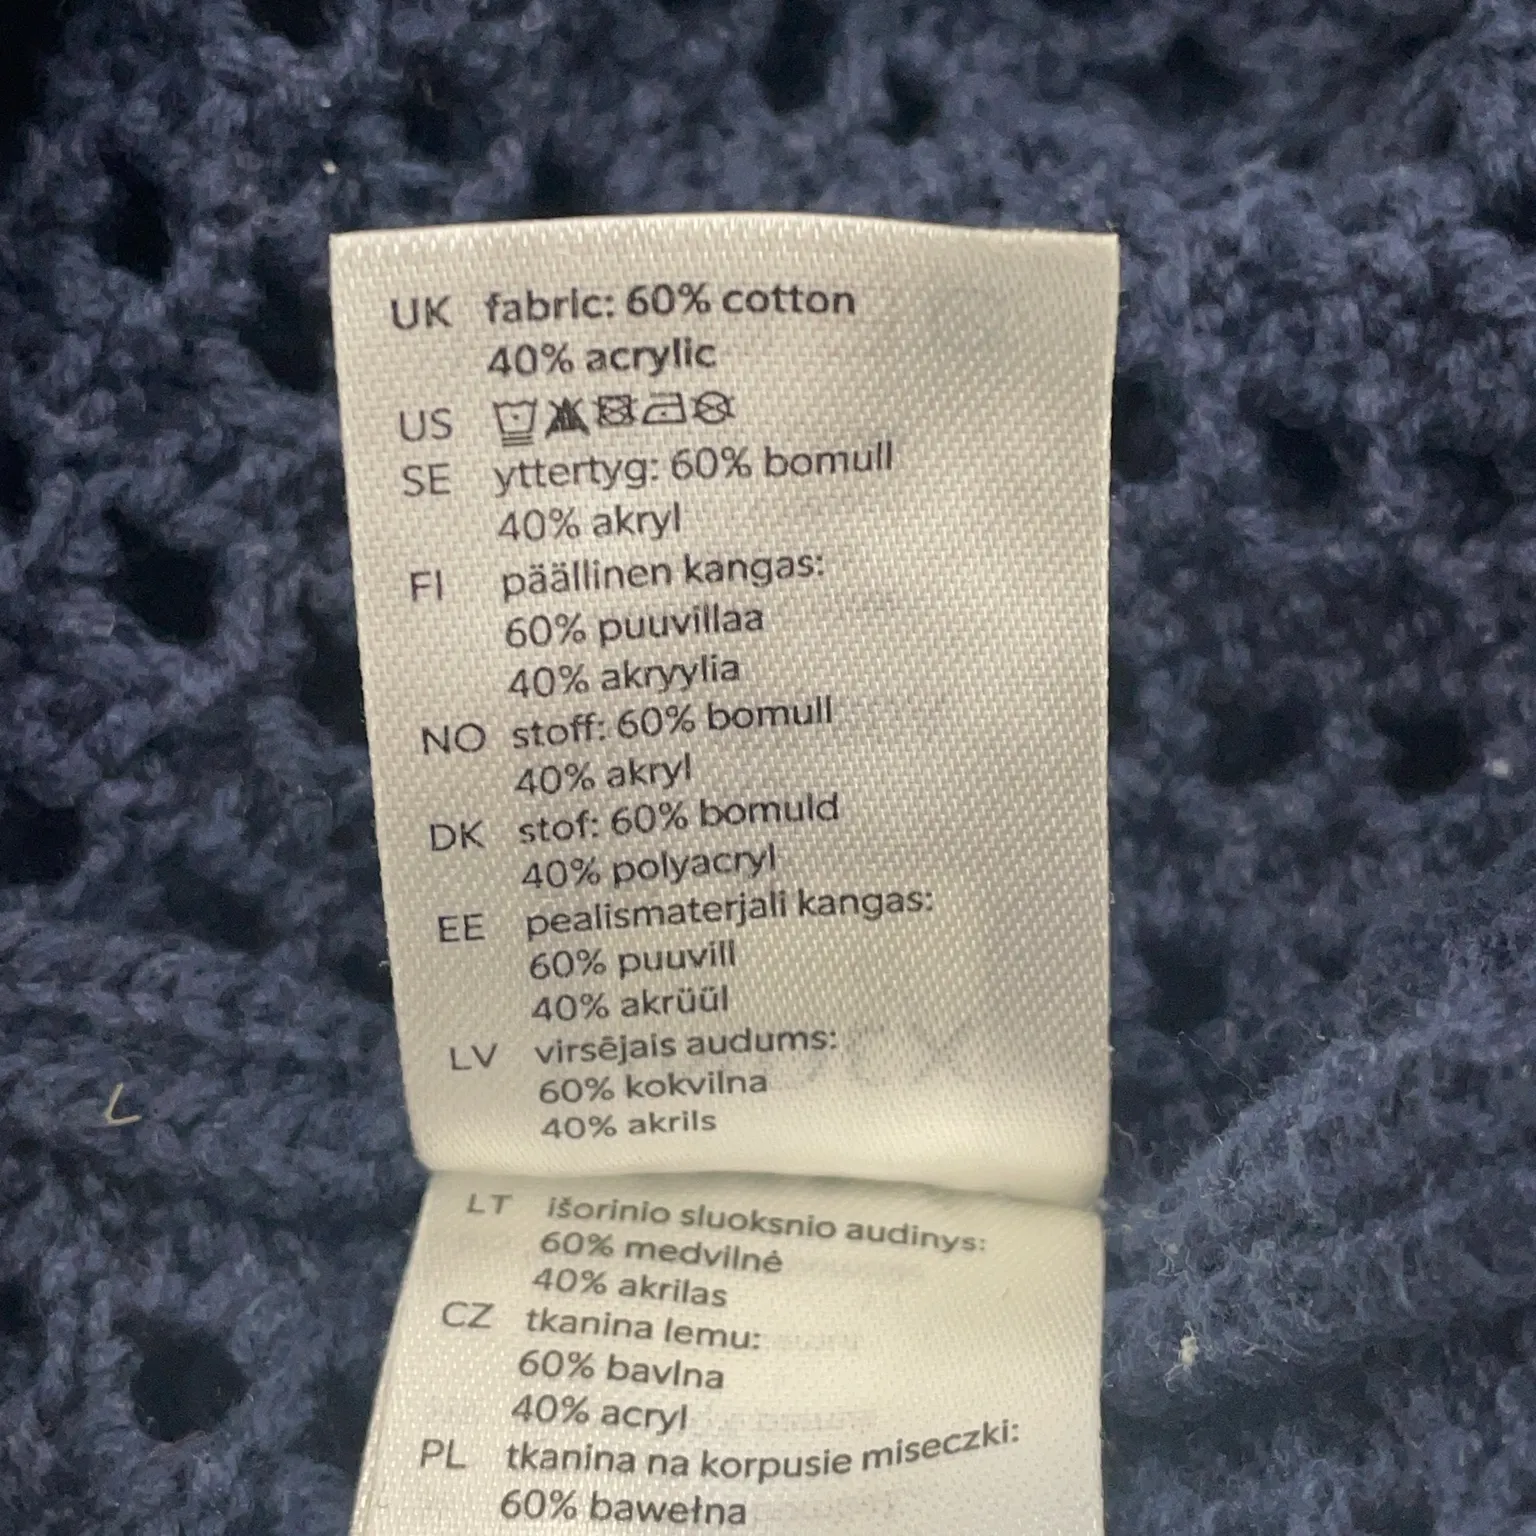 UK fabric: 60% cotton
40% acrylic
US
SE yttertyg: 60% bomull
40% akryl
FI päällinen kangas:
60% puuvillaa
40% akryylia
NO stoff: 60% bomull
40% akryl
DK stof: 60% bomuld
40% polyacryl
EE pealismaterjali kangas:
60% puuvill
40% akrüül
LV virsējais audums:
60% kokvilna
40% akrils
LT išorinio sluoksnio audinys:
60% medvilnė
40% akrilas
CZ tkanina lemu:
60% bavlna
40% acryl
PL tkanina na korpusie miseczki:
60% bawełna